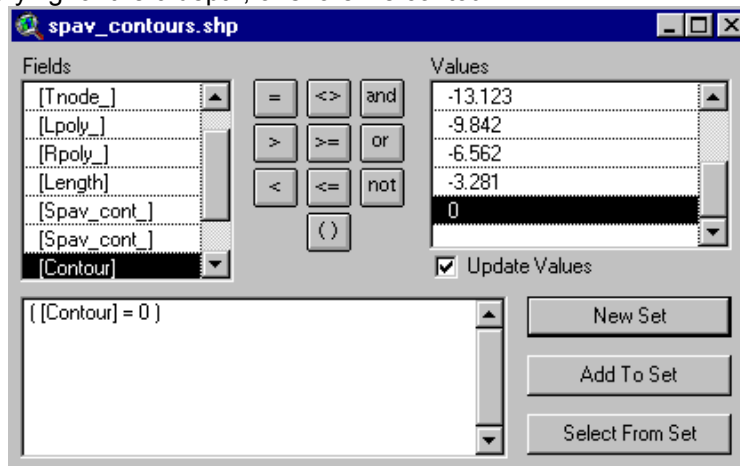 spav_contours.shp
Fields
Values
[Tnode_]
[Lpoly_]
[Rpoly_]
[Length]
[Spav_cont_]
[Spav_cont_]
[Contour]
= <> and
> >= or
< <= not
()
-13.123
-9.842
-6.562
-3.281
0
Update Values
( [Contour] = 0 )
New Set
Add To Set
Select From Set